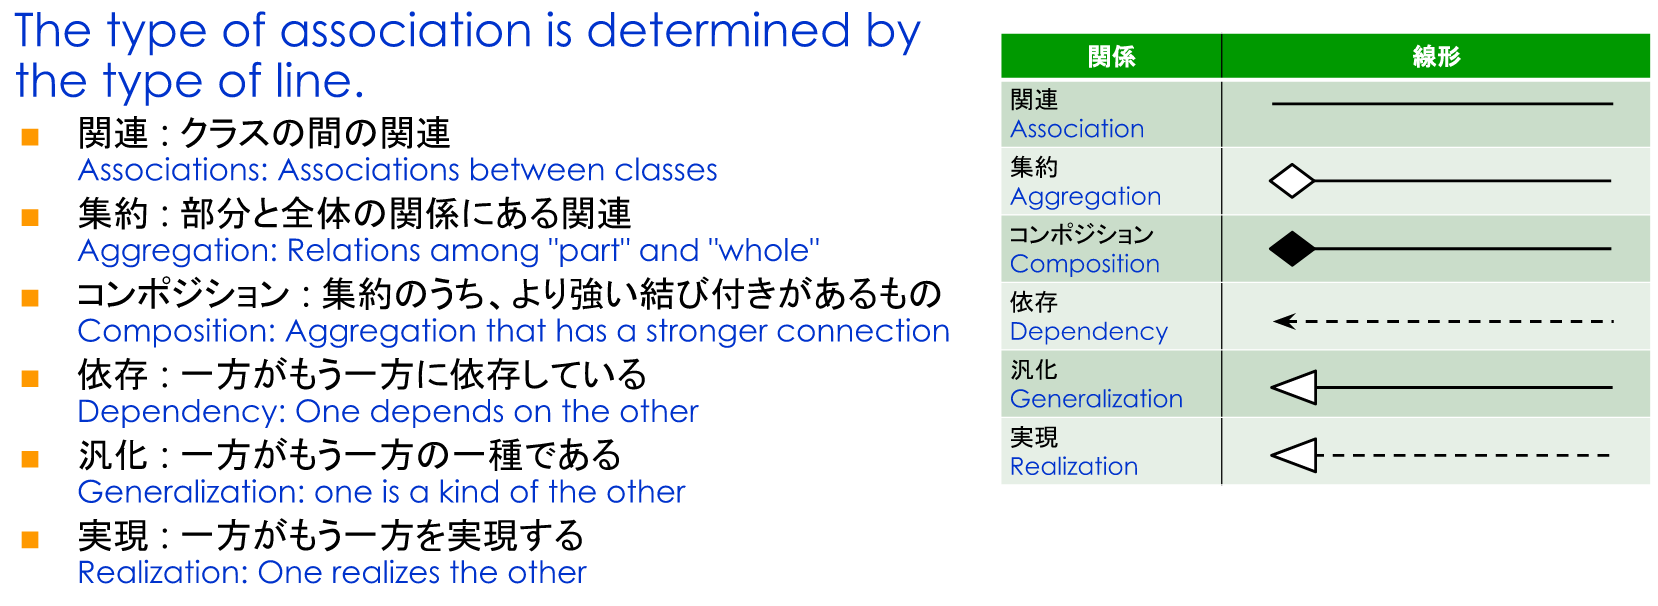 The type of association is determined by
the type of line.
関連 : クラスの間の関連
Associations: Associations between classes
集約 : 部分と全体の関係にある関連
Aggregation: Relations among "part" and "whole"
コンポジション : 集約のうち、より強い結び付きがあるもの
Composition: Aggregation that has a stronger connection
依存 : 一方がもう一方に依存している
Dependency: One depends on the other
汎化 : 一方がもう一方の一種である
Generalization: one is a kind of the other
実現 : 一方がもう一方を実現する
Realization: One realizes the other
関係 線形
関連
Association
集約
Aggregation
コンポジション
Composition
依存
Dependency
汎化
Generalization
実現
Realization